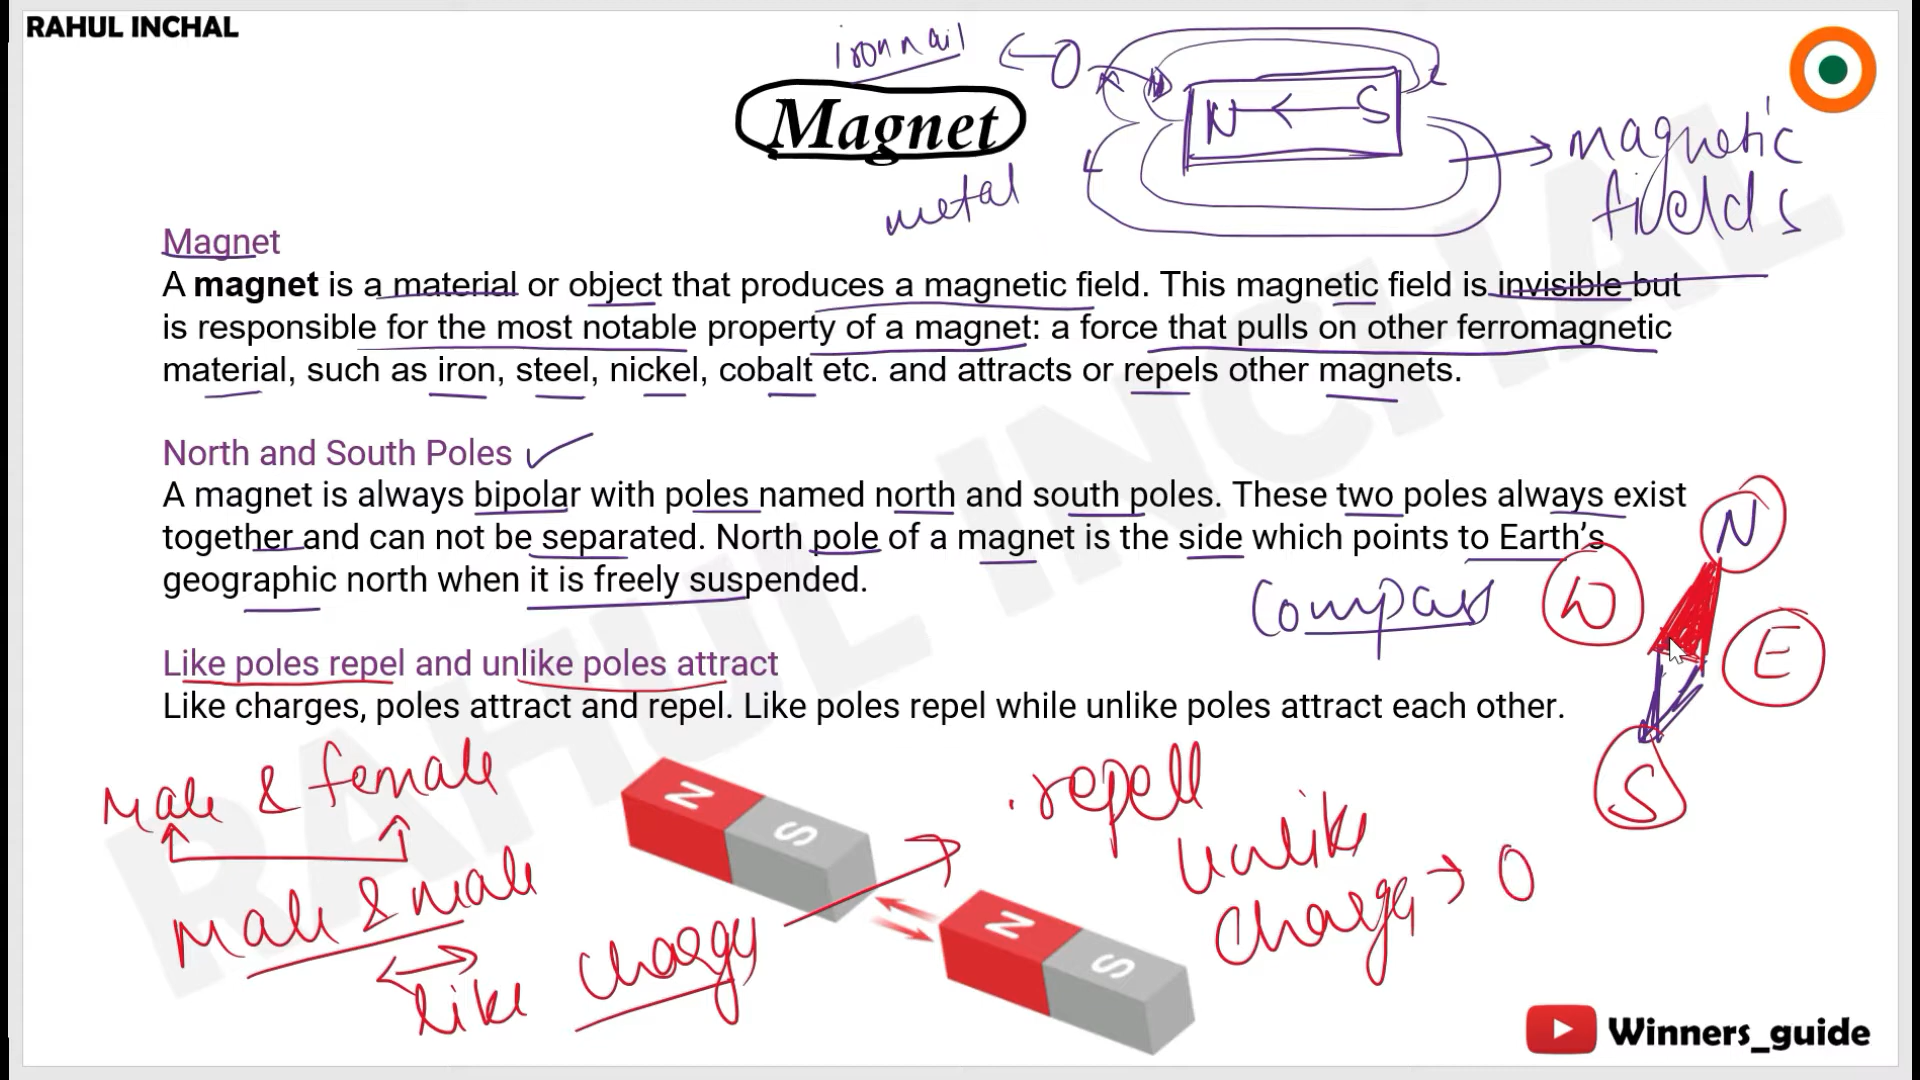 RAHUL INCHAL
iron nail
Magnet
N S
magnetic
fields
metal
Magnet
A magnet is a material or object that produces a magnetic field. This magnetic field is invisible but
is responsible for the most notable property of a magnet: a force that pulls on other ferromagnetic
material, such as iron, steel, nickel, cobalt etc. and attracts or repels other magnets.
North and South Poles
A magnet is always bipolar with poles named north and south poles. These two poles always exist
together and can not be separated. North pole of a magnet is the side which points to Earth’s
geographic north when it is freely suspended.
Compass
N
W
E
S
Like poles repel and unlike poles attract
Like charges, poles attract and repel. Like poles repel while unlike poles attract each other.
Male & female
Male & male
like
N S
N S
.repell
unlike
Winners_guide
RAHUL INCHAL